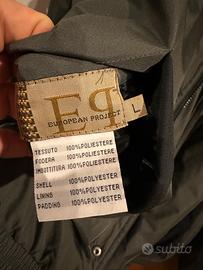 EP
EUROPEAN PROJECT
L
TESSUTO 100%POLIESTERE
FODERA 100%POLIESTERE
IMBOTTITURA 100%POLIESTERE
SHELL 100%POLYESTER
LINING 100%POLYESTER
PADDING 100%POLYESTER
subito